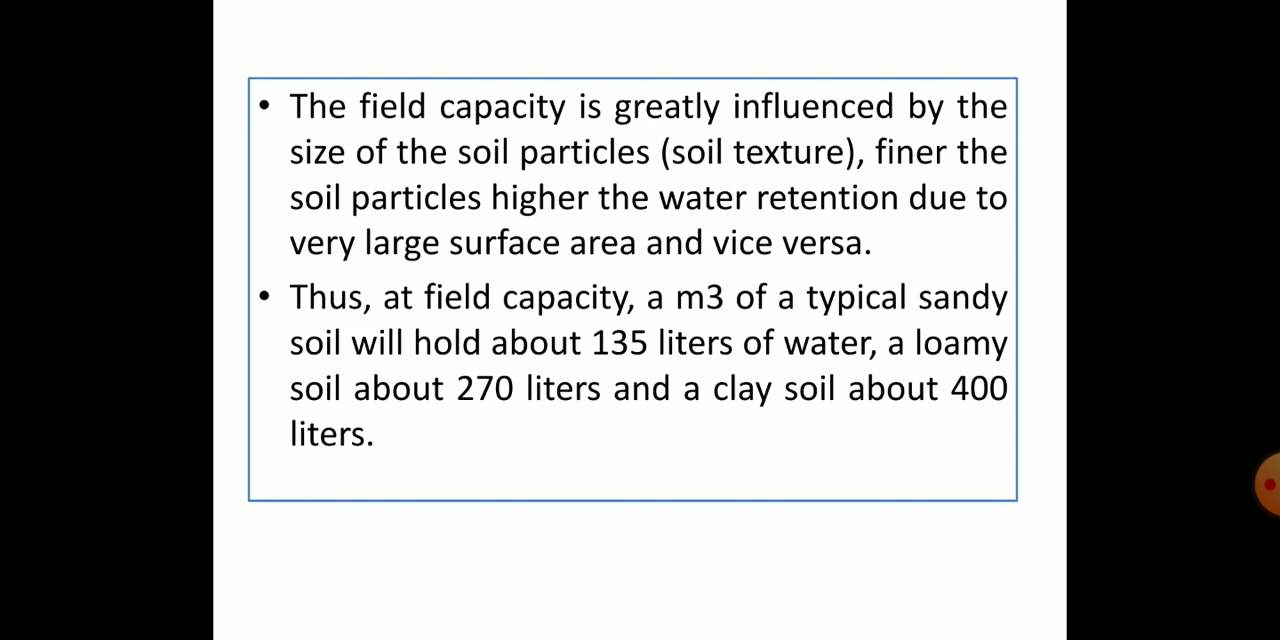 • The field capacity is greatly influenced by the
size of the soil particles (soil texture), finer the
soil particles higher the water retention due to
very large surface area and vice versa.
• Thus, at field capacity, a m3 of a typical sandy
soil will hold about 135 liters of water, a loamy
soil about 270 liters and a clay soil about 400
liters.